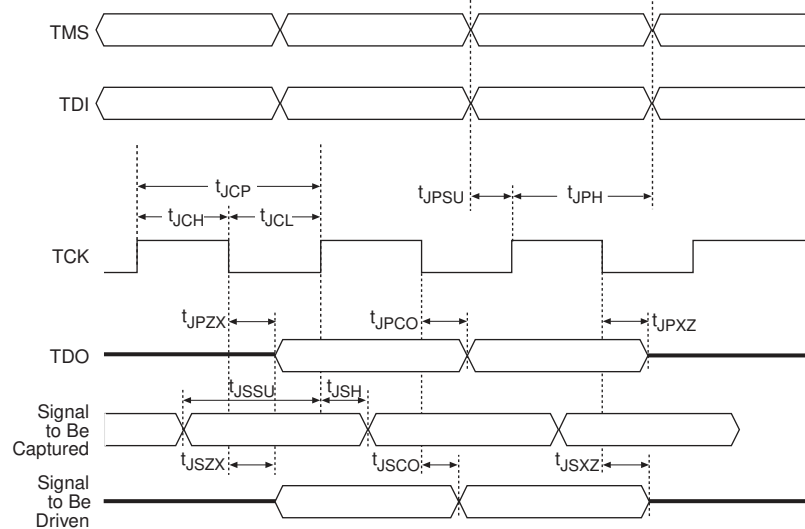 TMS
TDI
tJCP
tJPSU
tJPH
tJCH
tJCL
TCK
tJPZX
tJPCO
tJPXZ
TDO
tJSSU
tJSH
Signal
to Be
Captured
tJSZX
tJSCO
tJSXZ
Signal
to Be
Driven